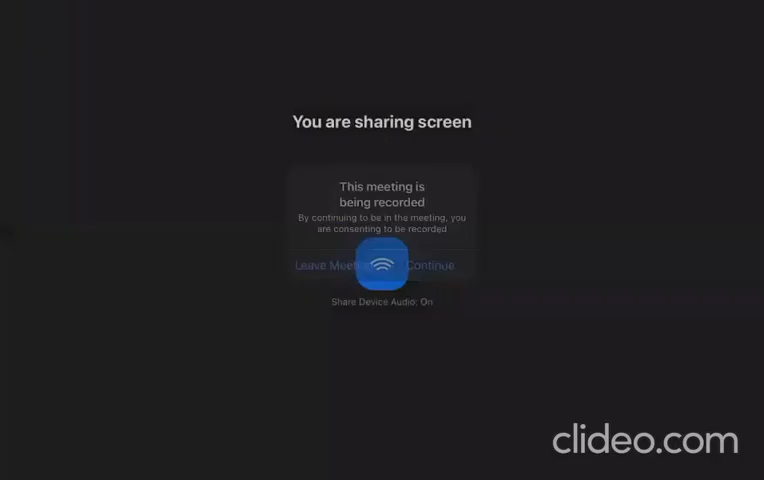 You are sharing screen
This meeting is
being recorded
By continuing to be in the meeting, you
are consenting to be recorded
Leave Meeting Continue
Share Device Audio: On
clideo.com